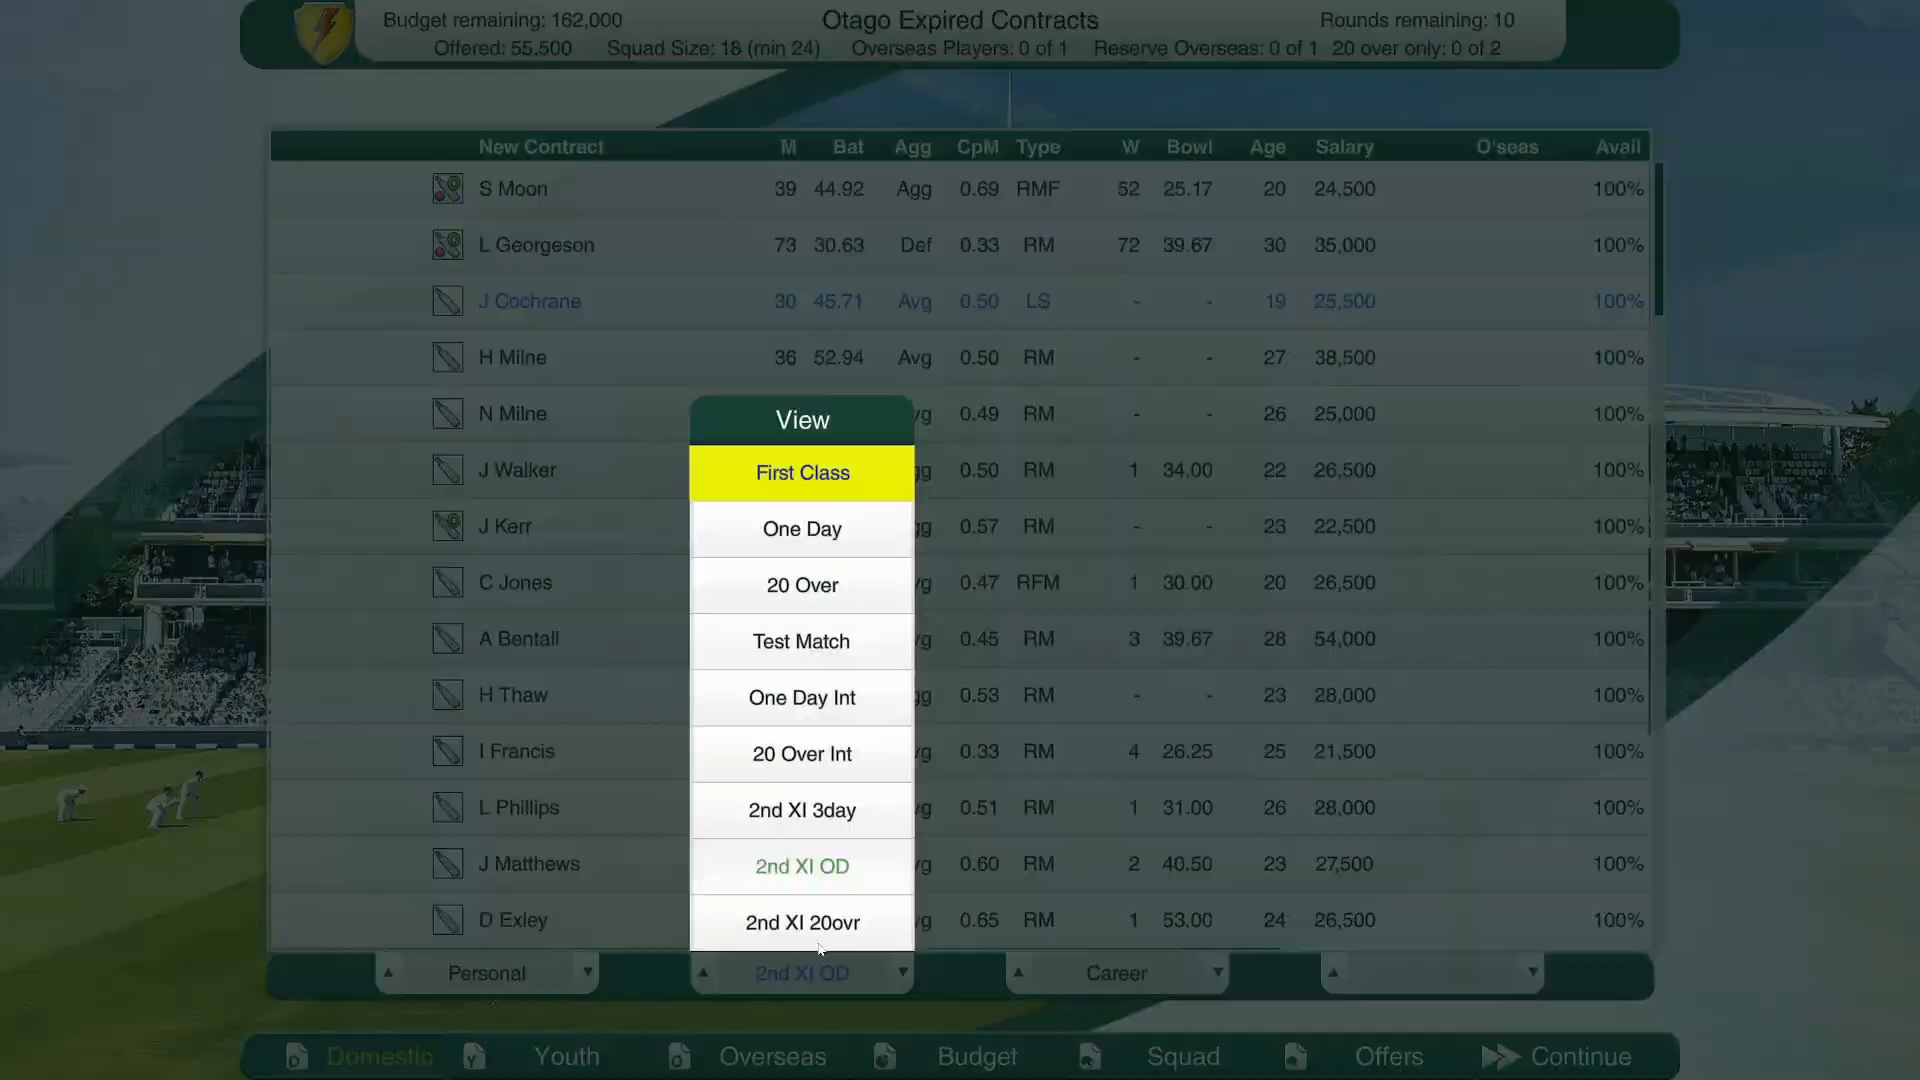 Budget remaining: 162,000 Otago Expired Contracts Rounds remaining: 10
Offered: 55,500 Squad Size: 18 (min 24) Overseas Players: 0 of 1 Reserve Overseas: 0 of 1 20 over only: 0 of 2
New Contract M Bat Agg CpM Type W Bowl Age Salary O'seas Avail
S Moon 39 44.92 Agg 0.69 RMF 52 25.17 20 24,500 100%
L Georgeson 73 30.63 Def 0.33 RM 72 39.67 30 35,000 100%
J Cochrane 30 45.71 Avg 0.50 LS - - 19 25,500 100%
H Milne 36 52.94 Avg 0.50 RM - - 27 38,500 100%
N Milne vg 0.49 RM - - 26 25,000 100%
J Walker gg 0.50 RM 1 34.00 22 26,500 100%
J Kerr gg 0.57 RM - - 23 22,500 100%
C Jones vg 0.47 RFM 1 30.00 20 26,500 100%
A Bentall vg 0.45 RM 3 39.67 28 54,000 100%
H Thaw gg 0.53 RM - - 23 28,000 100%
I Francis vg 0.33 RM 4 26.25 25 21,500 100%
L Phillips vg 0.51 RM 1 31.00 26 28,000 100%
J Matthews vg 0.60 RM 2 40.50 23 27,500 100%
D Exley vg 0.65 RM 1 53.00 24 26,500 100%
View
First Class
One Day
20 Over
Test Match
One Day Int
20 Over Int
2nd XI 3day
2nd XI OD
2nd XI 20ovr
Personal 2nd XI OD Career
Domestic Youth Overseas Budget Squad Offers Continue